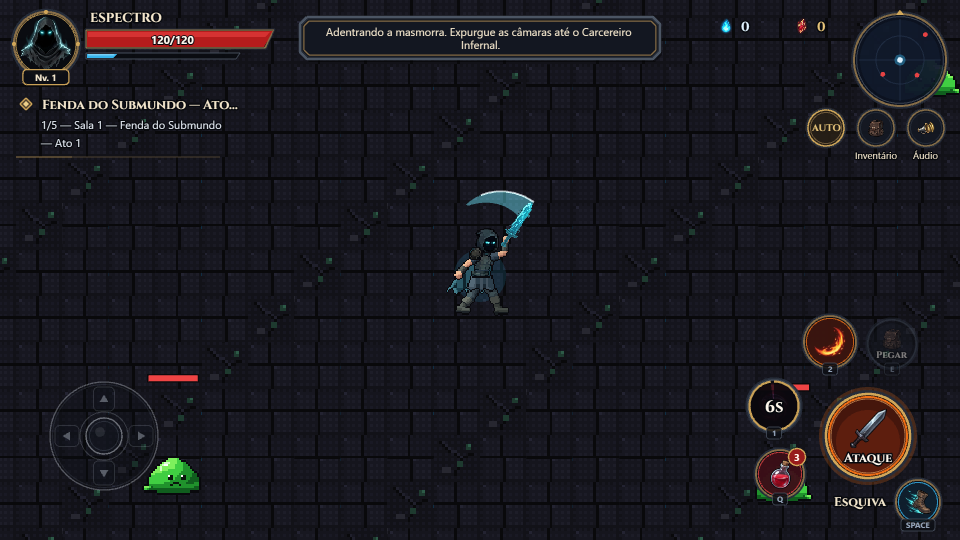 ESPECTRO
120/120
Nv. 1
Adentrando a masmorra. Expurgue as câmaras até o Carcereiro
Infernal.
0
0
FENDA DO SUBMUNDO — ATO...
1/5 — Sala 1 — Fenda do Submundo
— Ato 1
AUTO
Inventário
Áudio
2
PEGAR
E
6S
1
ATAQUE
3
Q
ESQUIVA
SPACE